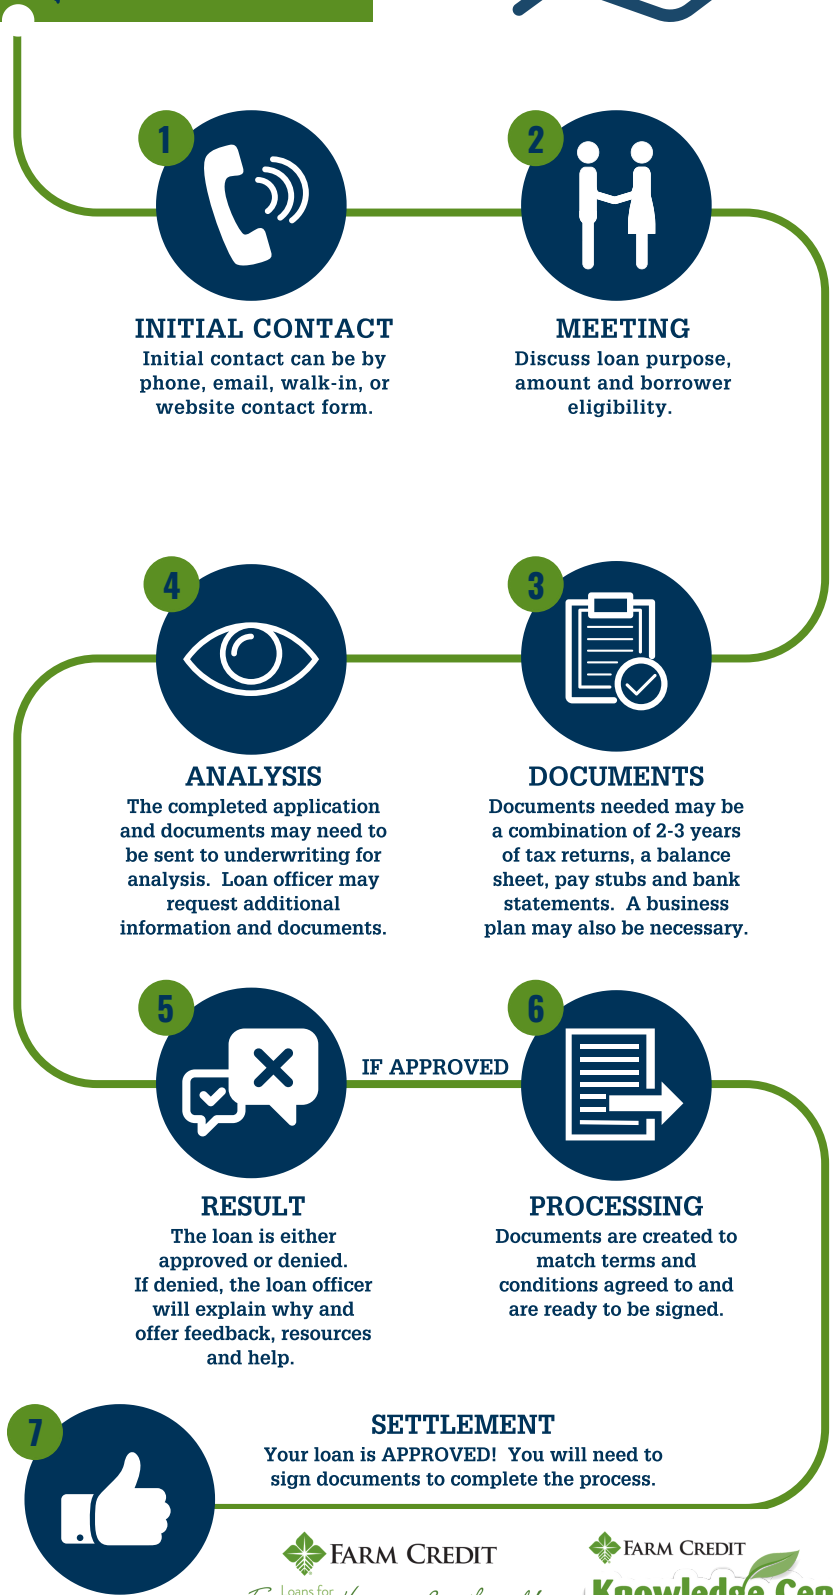 1
INITIAL CONTACT
Initial contact can be by
phone, email, walk-in, or
website contact form.
2
MEETING
Discuss loan purpose,
amount and borrower
eligibility.
3
DOCUMENTS
Documents needed may be
a combination of 2-3 years
of tax returns, a balance
sheet, pay stubs and bank
statements.  A business
plan may also be necessary.
4
ANALYSIS
The completed application
and documents may need to
be sent to underwriting for
analysis.  Loan officer may
request additional
information and documents.
5
RESULT
The loan is either
approved or denied.
If denied, the loan officer
will explain why and
offer feedback, resources
and help.
IF APPROVED
6
PROCESSING
Documents are created to
match terms and
conditions agreed to and
are ready to be signed.
7
SETTLEMENT
Your loan is APPROVED!  You will need to
sign documents to complete the process.
FARM CREDIT
Loans for
FARM CREDIT
Knowledge Cen